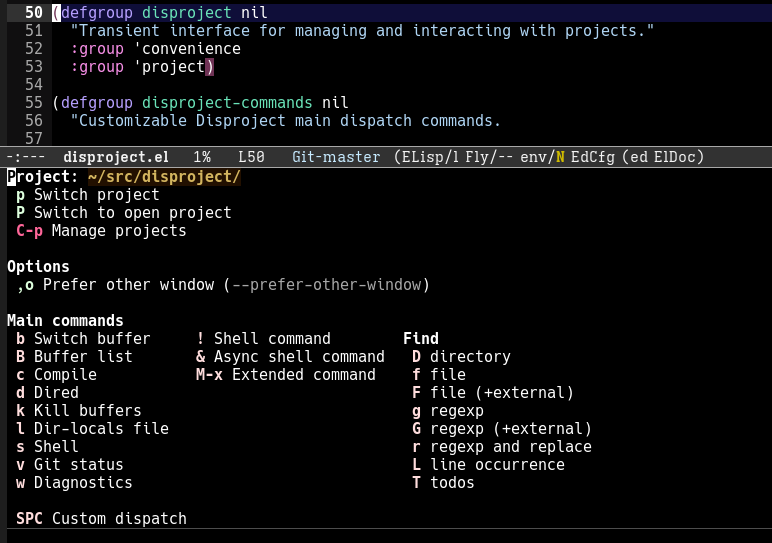 50 (defgroup disproject nil
51   "Transient interface for managing and interacting with projects."
52   :group 'convenience
53   :group 'project)
54
55 (defgroup disproject-commands nil
56   "Customizable Disproject main dispatch commands.
57
-:---  disproject.el   1%   L50   Git-master  (ELisp/l Fly/-- env/N EdCfg (ed ElDoc)
Project: ~/src/disproject/
p Switch project
P Switch to open project
C-p Manage projects
Options
,o Prefer other window (--prefer-other-window)
Main commands
b Switch buffer     ! Shell command        Find
B Buffer list       & Async shell command   D directory
c Compile           M-x Extended command    f file
d Dired                                     F file (+external)
k Kill buffers                              g regexp
l Dir-locals file                           G regexp (+external)
s Shell                                     r regexp and replace
v Git status                                L line occurrence
w Diagnostics                               T todos
SPC Custom dispatch